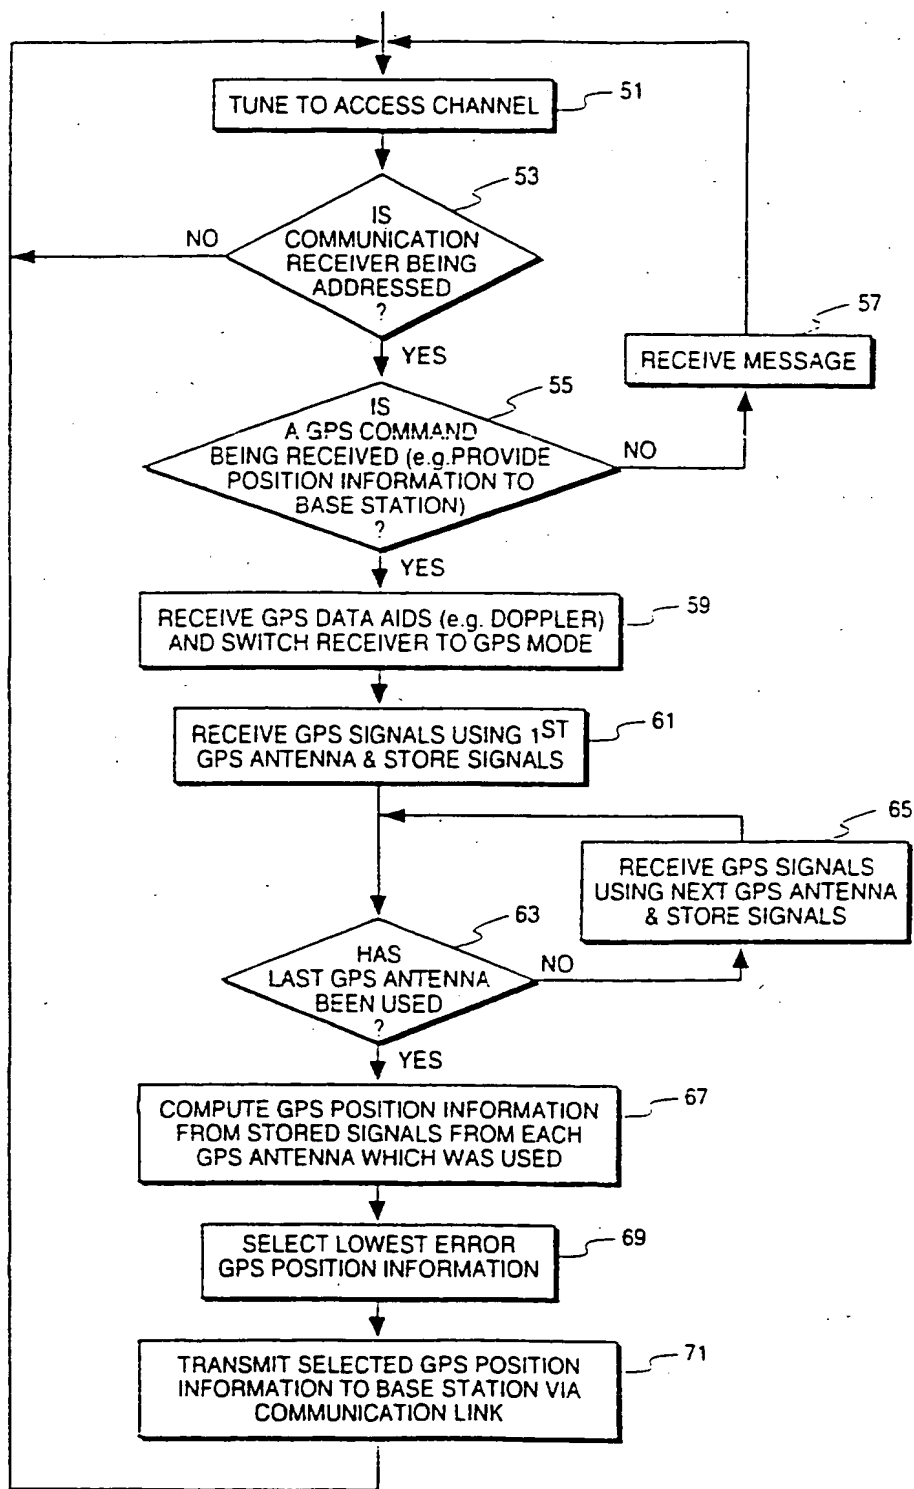 TUNE TO ACCESS CHANNEL
51
53
IS
COMMUNICATION
RECEIVER BEING
ADDRESSED
?
NO
YES
57
RECEIVE MESSAGE
55
IS
A GPS COMMAND
BEING RECEIVED (e.g.PROVIDE
POSITION INFORMATION TO
BASE STATION)
?
NO
YES
RECEIVE GPS DATA AIDS (e.g. DOPPLER)
AND SWITCH RECEIVER TO GPS MODE
59
RECEIVE GPS SIGNALS USING 1ST
GPS ANTENNA & STORE SIGNALS
61
65
RECEIVE GPS SIGNALS
USING NEXT GPS ANTENNA
& STORE SIGNALS
63
HAS
LAST GPS ANTENNA
BEEN USED
?
NO
YES
COMPUTE GPS POSITION INFORMATION
FROM STORED SIGNALS FROM EACH
GPS ANTENNA WHICH WAS USED
67
SELECT LOWEST ERROR
GPS POSITION INFORMATION
69
TRANSMIT SELECTED GPS POSITION
INFORMATION TO BASE STATION VIA
COMMUNICATION LINK
71